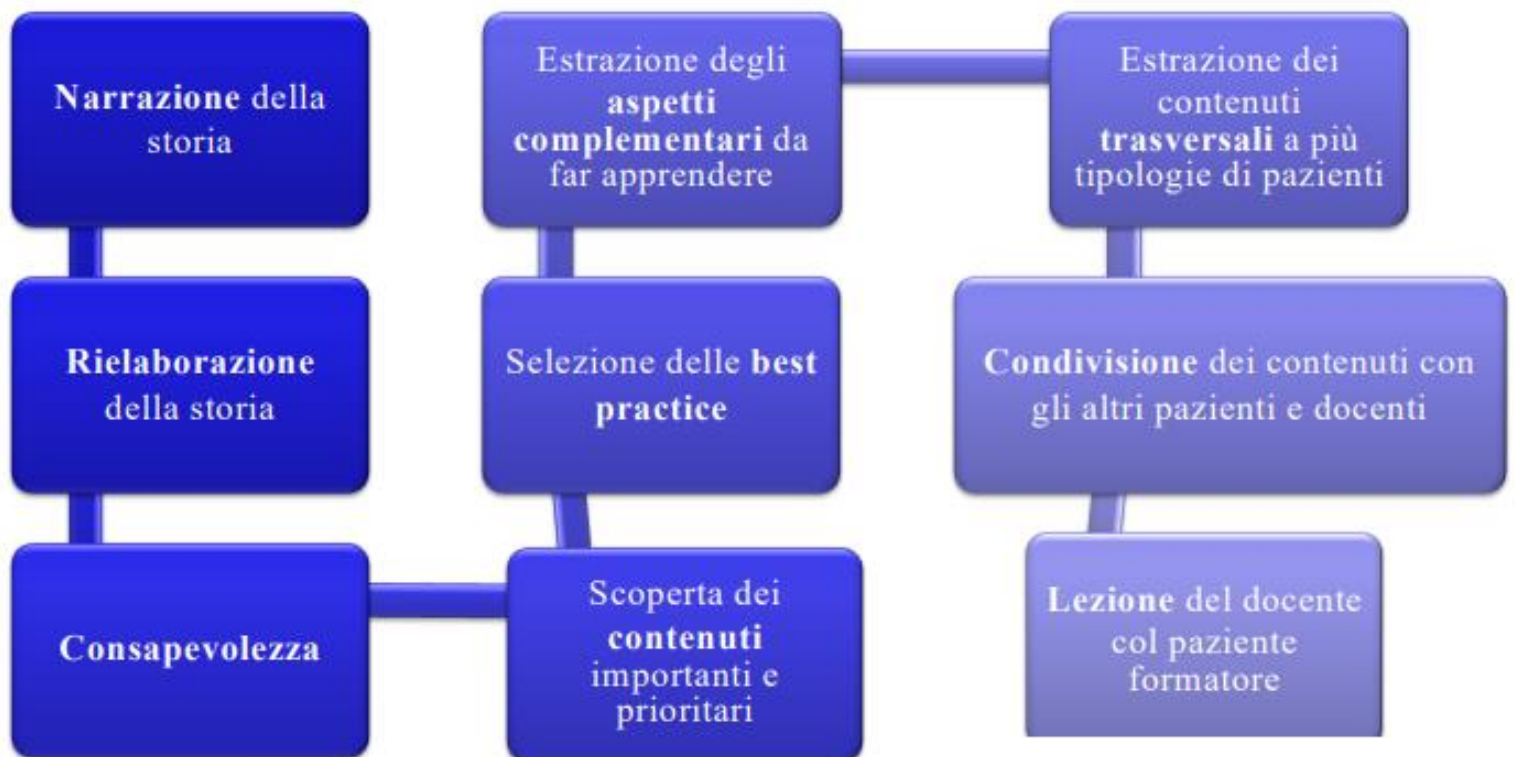 Narrazione della
storia
Rielaborazione
della storia
Consapevolezza
Scoperta dei
contenuti
importanti e
prioritari
Selezione delle best
practice
Estrazione degli
aspetti
complementari da
far apprendere
Estrazione dei
contenuti
trasversali a più
tipologie di pazienti
Condivisione dei contenuti con
gli altri pazienti e docenti
Lezione del docente
col paziente
formatore